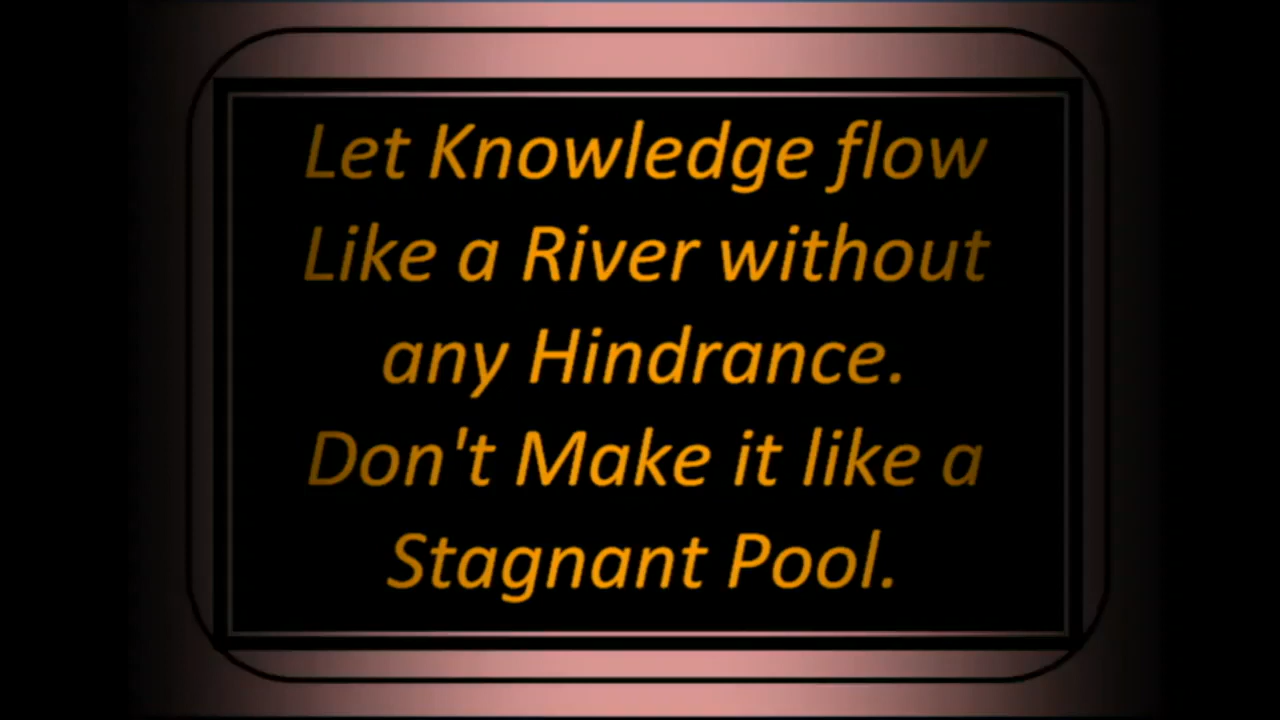 Let Knowledge flow
Like a River without
any Hindrance.
Don't Make it like a
Stagnant Pool.